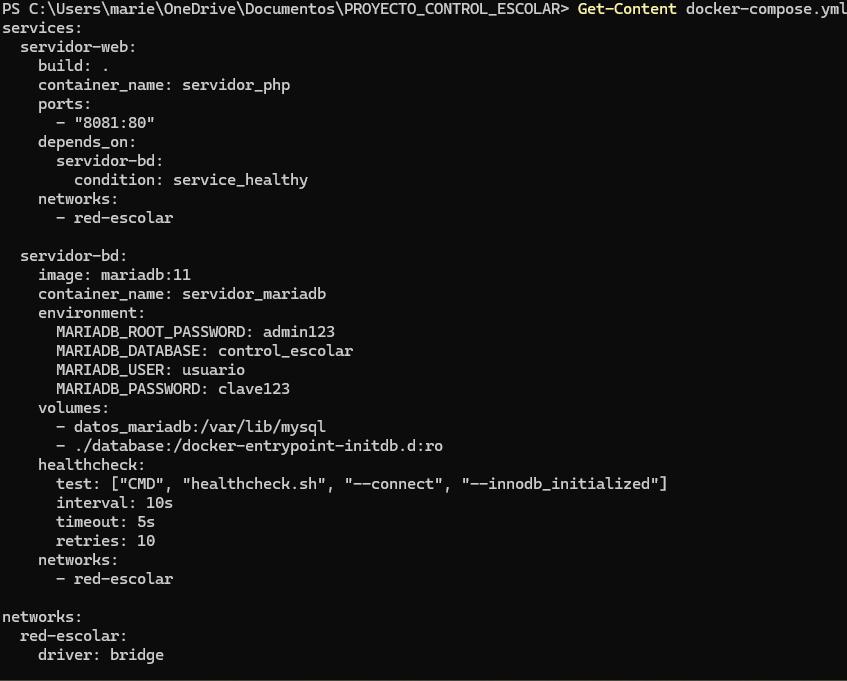 PS C:\Users\marie\OneDrive\Documentos\PROYECTO_CONTROL_ESCOLAR> Get-Content docker-compose.yml
services:
  servidor-web:
    build: .
    container_name: servidor_php
    ports:
      - "8081:80"
    depends_on:
      servidor-bd:
        condition: service_healthy
    networks:
      - red-escolar

  servidor-bd:
    image: mariadb:11
    container_name: servidor_mariadb
    environment:
      MARIADB_ROOT_PASSWORD: admin123
      MARIADB_DATABASE: control_escolar
      MARIADB_USER: usuario
      MARIADB_PASSWORD: clave123
    volumes:
      - datos_mariadb:/var/lib/mysql
      - ./database:/docker-entrypoint-initdb.d:ro
    healthcheck:
      test: ["CMD", "healthcheck.sh", "--connect", "--innodb_initialized"]
      interval: 10s
      timeout: 5s
      retries: 10
    networks:
      - red-escolar

networks:
  red-escolar:
    driver: bridge